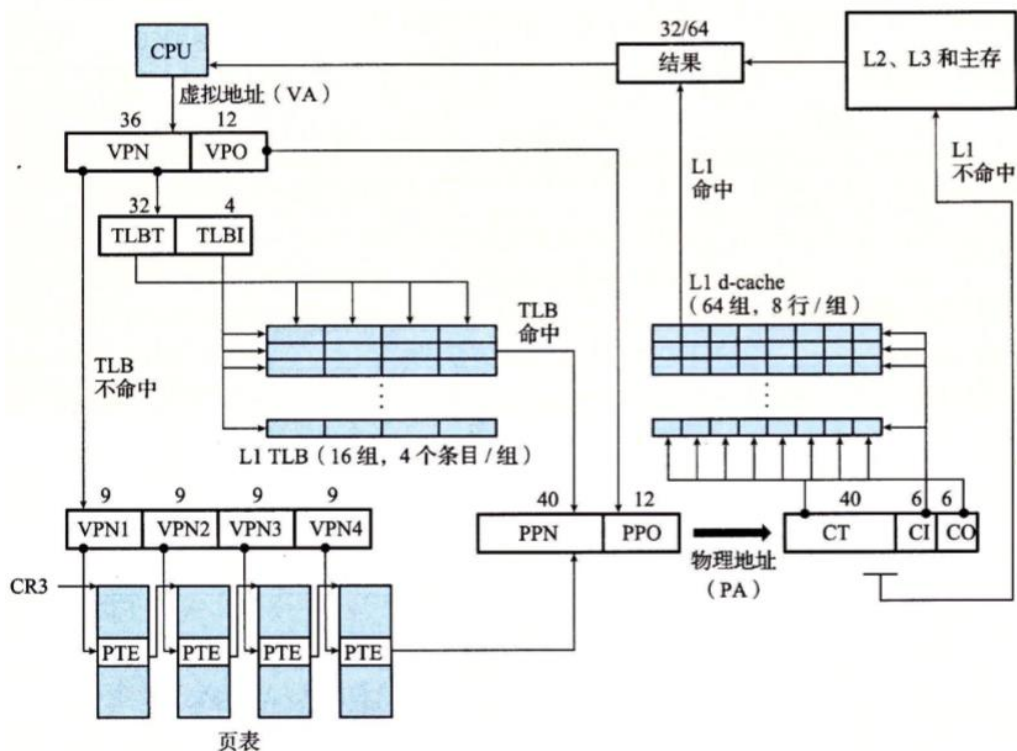 CPU
32/64
结果
L2、L3 和主存
虚拟地址（VA）
36 12
VPN VPO
L1
命中
L1
不命中
32 4
TLBT TLBI
L1 d-cache
（64 组，8 行/组）
TLB
命中
TLB
不命中
L1 TLB（16 组，4 个条目/组）
9 9 9 9
VPN1 VPN2 VPN3 VPN4
40 12
PPN PPO
物理地址
（PA）
40 6 6
CT CI CO
CR3
PTE PTE PTE PTE
页表